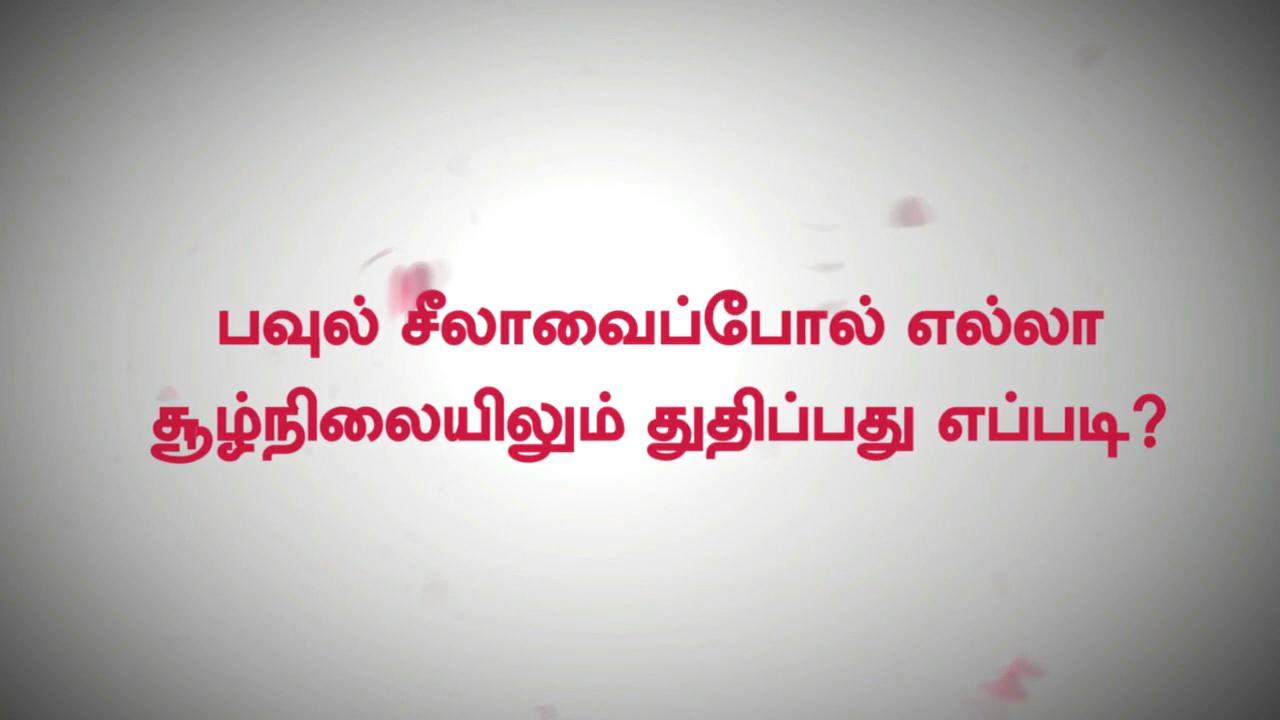 பவுல் சீலாவைப்போல் எல்லா
சூழ்நிலையிலும் துதிப்பது எப்படி?